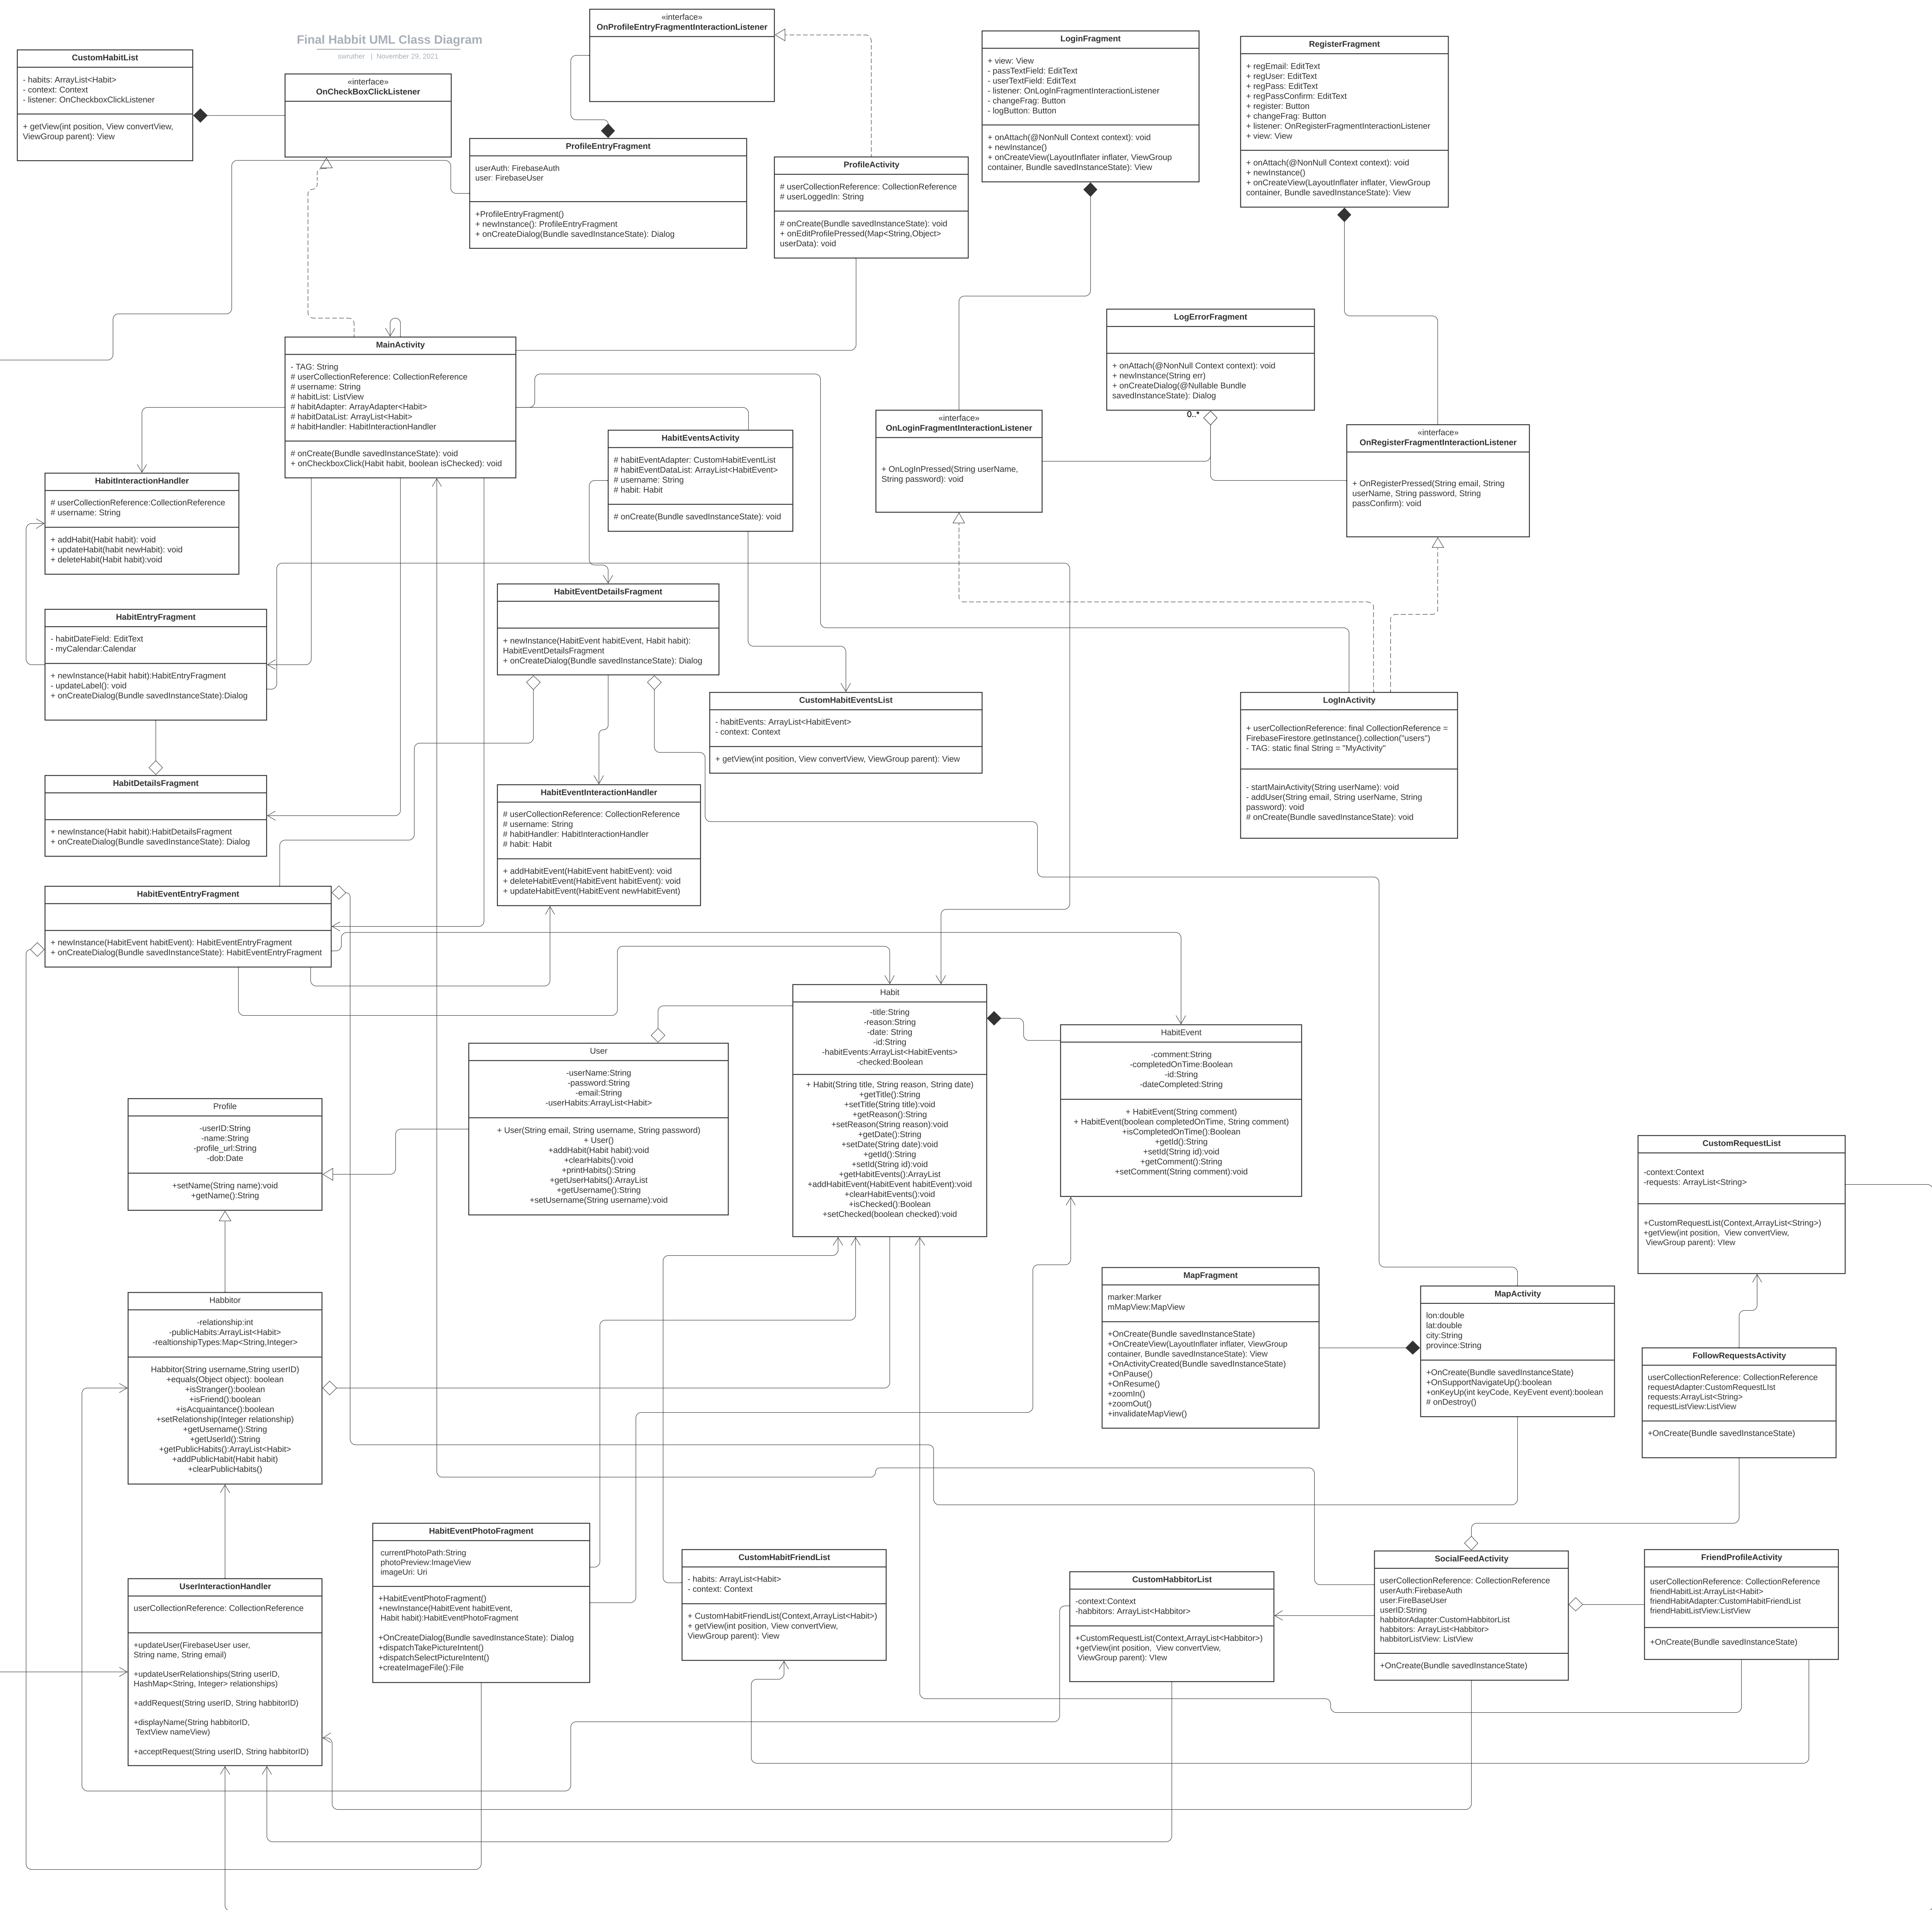 Final Habbit UML Class Diagram
swruther | November 29, 2021
CustomHabitList
- habits: ArrayList<Habit>
- context: Context
- listener: OnCheckboxClickListener
+ getView(int position, View convertView,
ViewGroup parent): View
«interface»
OnCheckBoxClickListener
«interface»
OnProfileEntryFragmentInteractionListener
ProfileEntryFragment
userAuth: FirebaseAuth
user: FirebaseUser
+ProfileEntryFragment()
+ newInstance(): ProfileEntryFragment
+ onCreateDialog(Bundle savedInstanceState): Dialog
ProfileActivity
# userCollectionReference: CollectionReference
# userLoggedIn: String
# onCreate(Bundle savedInstanceState): void
+ onEditProfilePressed(Map<String,Object>
userData): void
LoginFragment
+ view: View
- passTextField: EditText
- userTextField: EditText
- listener: OnLogInFragmentInteractionListener
- changeFrag: Button
- logButton: Button
+ onAttach(@NonNull Context context): void
+ newInstance()
+ onCreateView(LayoutInflater inflater, ViewGroup
container, Bundle savedInstanceState): View
RegisterFragment
+ regEmail: EditText
+ regUser: EditText
+ regPass: EditText
+ regPassConfirm: EditText
+ register: Button
+ changeFrag: Button
+ listener: OnRegisterFragmentInteractionListener
+ view: View
+ onAttach(@NonNull Context context): void
+ newInstance()
+ onCreateView(LayoutInflater inflater, ViewGroup
container, Bundle savedInstanceState): View
MainActivity
- TAG: String
# userCollectionReference: CollectionReference
# username: String
# habitList: ListView
# habitAdapter: ArrayAdapter<Habit>
# habitDataList: ArrayList<Habit>
# habitHandler: HabitInteractionHandler
# onCreate(Bundle savedInstanceState): void
+ onCheckboxClick(Habit habit, boolean isChecked): void
LogErrorFragment
+ onAttach(@NonNull Context context): void
+ newInstance(String err)
+ onCreateDialog(@Nullable Bundle
savedInstanceState): Dialog
0..*
«interface»
OnLoginFragmentInteractionListener
+ OnLogInPressed(String userName,
String password): void
«interface»
OnRegisterFragmentInteractionListener
+ OnRegisterPressed(String email, String
userName, String password, String
passConfirm): void
HabitEventsActivity
# habitEventAdapter: CustomHabitEventList
# habitEventDataList: ArrayList<HabitEvent>
# username: String
# habit: Habit
# onCreate(Bundle savedInstanceState): void
HabitInteractionHandler
# userCollectionReference:CollectionReference
# username: String
+ addHabit(Habit habit): void
+ updateHabit(habit newHabit): void
+ deleteHabit(Habit habit):void
HabitEntryFragment
- habitDateField: EditText
- myCalendar:Calendar
+ newInstance(Habit habit):HabitEntryFragment
- updateLabel(): void
+ onCreateDialog(Bundle savedInstanceState):Dialog
HabitEventDetailsFragment
+ newInstance(HabitEvent habitEvent, Habit habit):
HabitEventDetailsFragment
+ onCreateDialog(Bundle savedInstanceState): Dialog
CustomHabitEventsList
- habitEvents: ArrayList<HabitEvent>
- context: Context
+ getView(int position, View convertView, ViewGroup parent): View
LogInActivity
+ userCollectionReference: final CollectionReference =
FirebaseFirestore.getInstance().collection("users")
- TAG: static final String = "MyActivity"
- startMainActivity(String userName): void
- addUser(String email, String userName, String
password): void
# onCreate(Bundle savedInstanceState): void
HabitDetailsFragment
+ newInstance(Habit habit):HabitDetailsFragment
+ onCreateDialog(Bundle savedInstanceState): Dialog
HabitEventInteractionHandler
# userCollectionReference: CollectionReference
# username: String
# habitHandler: HabitInteractionHandler
# habit: Habit
+ addHabitEvent(HabitEvent habitEvent): void
+ deleteHabitEvent(HabitEvent habitEvent): void
+ updateHabitEvent(HabitEvent newHabitEvent)
HabitEventEntryFragment
+ newInstance(HabitEvent habitEvent): HabitEventEntryFragment
+ onCreateDialog(Bundle savedInstanceState): HabitEventEntryFragment
Habit
-title:String
-reason:String
-date: String
-id:String
-habitEvents:ArrayList<HabitEvents>
-checked:Boolean
+ Habit(String title, String reason, String date)
+getTitle():String
+setTitle(String title):void
+getReason():String
+setReason(String reason):void
+getDate():String
+setDate(String date):void
+getId():String
+setId(String id):void
+getHabitEvents():ArrayList
+addHabitEvent(HabitEvent habitEvent):void
+clearHabitEvents():void
+isChecked():Boolean
+setChecked(boolean checked):void
HabitEvent
-comment:String
-completedOnTime:Boolean
-id:String
-dateCompleted:String
+ HabitEvent(String comment)
+ HabitEvent(boolean completedOnTime, String comment)
+isCompletedOnTime():Boolean
+getId():String
+setId(String id):void
+getComment():String
+setComment(String comment):void
User
-userName:String
-password:String
-email:String
-userHabits:ArrayList<Habit>
+ User(String email, String username, String password)
+ User()
+addHabit(Habit habit):void
+clearHabits():void
+printHabits():String
+getUserHabits():ArrayList
+getUsername():String
+setUsername(String username):void
Profile
-userID:String
-name:String
-profile_url:String
-dob:Date
+setName(String name):void
+getName():String
CustomRequestList
-context:Context
-requests: ArrayList<String>
+CustomRequestList(Context,ArrayList<String>)
+getView(int position, View convertView,
ViewGroup parent): VIew
MapFragment
marker:Marker
mMapView:MapView
+OnCreate(Bundle savedInstanceState)
+OnCreateView(LayoutInflater inflater, ViewGroup
container, Bundle savedInstanceState): View
+OnActivityCreated(Bundle savedInstanceState)
+OnPause()
+OnResume()
+zoomIn()
+zoomOut()
+invalidateMapView()
MapActivity
lon:double
lat:double
city:String
province:String
+OnCreate(Bundle savedInstanceState)
+OnSupportNavigateUp():boolean
+onKeyUp(int keyCode, KeyEvent event):boolean
# onDestroy()
Habbitor
-relationship:int
-publicHabits:ArrayList<Habit>
-realtionshipTypes:Map<String,Integer>
Habbitor(String username,String userID)
+equals(Object object): boolean
+isStranger():boolean
+isFriend():boolean
+isAcquaintance():boolean
+setRelationship(Integer relationship)
+getUsername():String
+getUserId():String
+getPublicHabits():ArrayList<Habit>
+addPublicHabit(Habit habit)
+clearPublicHabits()
FollowRequestsActivity
userCollectionReference: CollectionReference
requestAdapter:CustomRequestLIst
requests:ArrayList<String>
requestListView:ListView
+OnCreate(Bundle savedInstanceState)
HabitEventPhotoFragment
currentPhotoPath:String
photoPreview:ImageView
imageUri: Uri
+HabitEventPhotoFragment()
+newInstance(HabitEvent habitEvent,
Habit habit):HabitEventPhotoFragment
+OnCreateDialog(Bundle savedInstanceState): Dialog
+dispatchTakePictureIntent()
+dispatchSelectPictureIntent()
+createImageFile():File
CustomHabitFriendList
- habits: ArrayList<Habit>
- context: Context
+ CustomHabitFriendList(Context,ArrayList<Habit>)
+ getView(int position, View convertView,
ViewGroup parent): View
CustomHabbitorList
-context:Context
-habbitors: ArrayList<Habbitor>
+CustomRequestList(Context,ArrayList<Habbitor>)
+getView(int position, View convertView,
ViewGroup parent): VIew
SocialFeedActivity
userCollectionReference: CollectionReference
userAuth:FirebaseAuth
user:FireBaseUser
userID:String
habbitorAdapter:CustomHabbitorList
habbitors: ArrayList<Habbitor>
habbitorListView: ListView
+OnCreate(Bundle savedInstanceState)
FriendProfileActivity
userCollectionReference: CollectionReference
friendHabitList:ArrayList<Habit>
friendHabitAdapter:CustomHabitFriendList
friendHabitListView:ListView
+OnCreate(Bundle savedInstanceState)
UserInteractionHandler
userCollectionReference: CollectionReference
+updateUser(FirebaseUser user,
String name, String email)
+updateUserRelationships(String userID,
HashMap<String, Integer> relationships)
+addRequest(String userID, String habbitorID)
+displayName(String habbitorID,
TextView nameView)
+acceptRequest(String userID, String habbitorID)